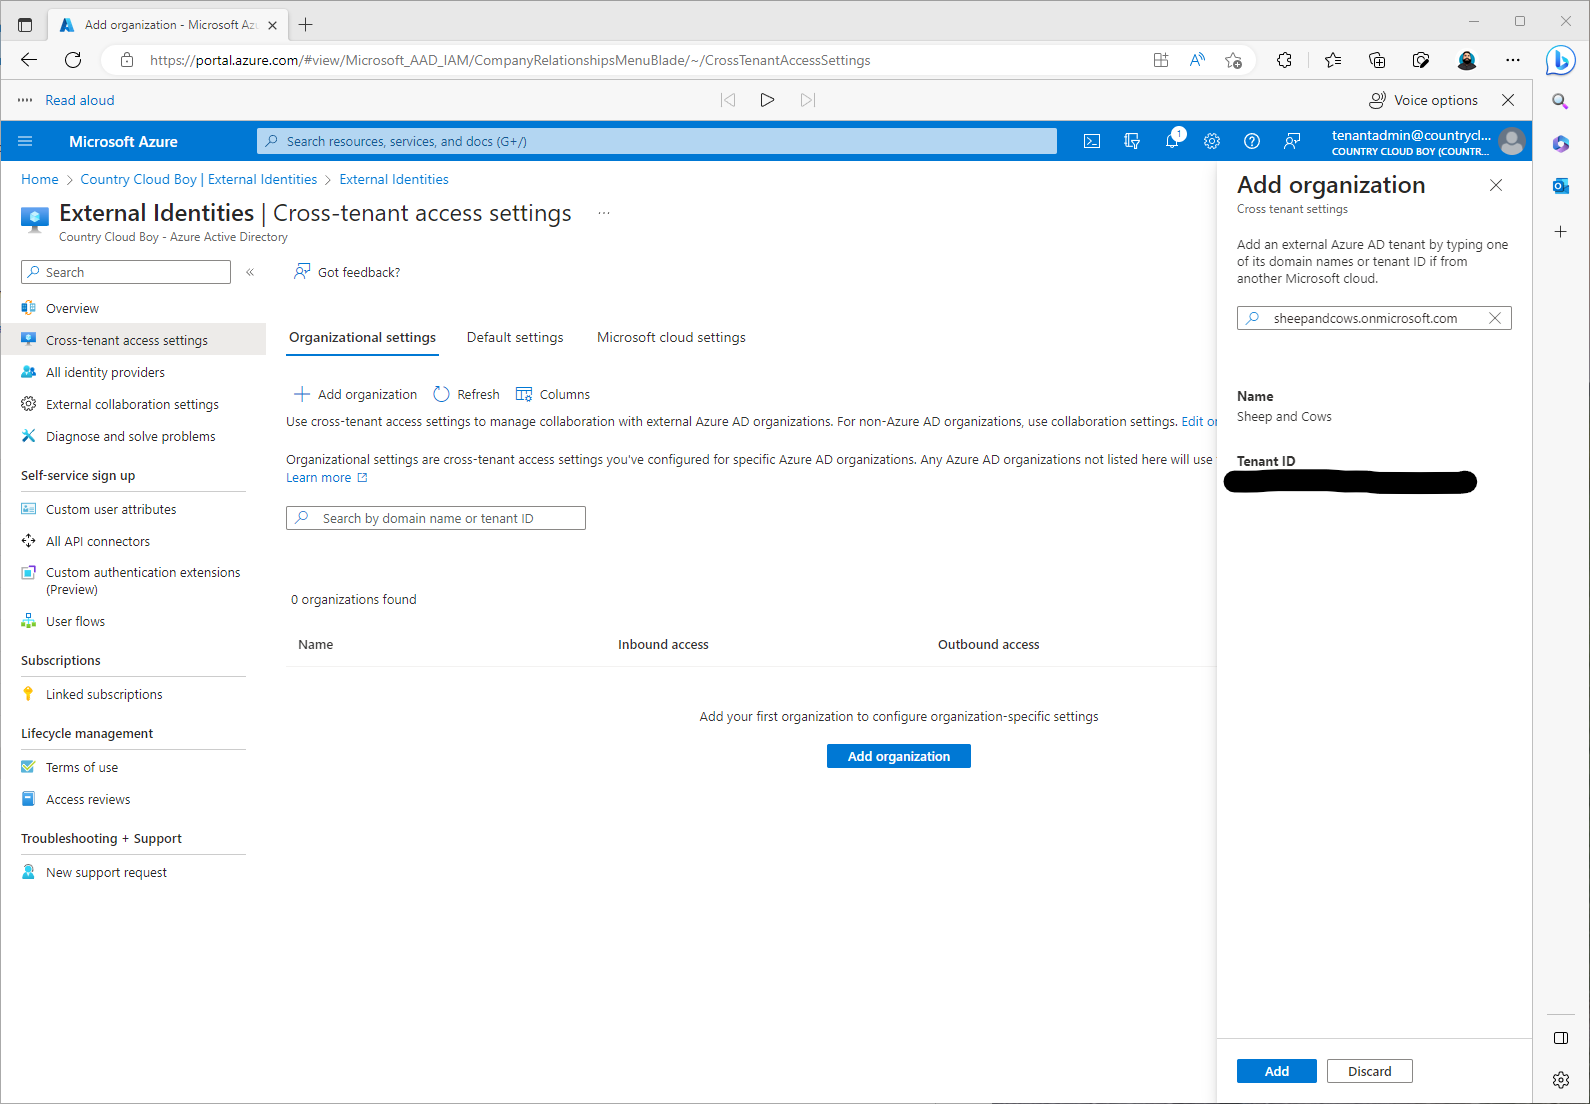 Add organization - Microsoft Az
https://portal.azure.com/#view/Microsoft_AAD_IAM/CompanyRelationshipsMenuBlade/~/CrossTenantAccessSettings
Read aloud
Voice options
Microsoft Azure
Search resources, services, and docs (G+/)
1
tenantadmin@countrycl...
COUNTRY CLOUD BOY (COUNTR...
Home > Country Cloud Boy | External Identities > External Identities
External Identities | Cross-tenant access settings ...
Country Cloud Boy - Azure Active Directory
Search
«
Overview
Cross-tenant access settings
All identity providers
External collaboration settings
Diagnose and solve problems
Self-service sign up
Custom user attributes
All API connectors
Custom authentication extensions
(Preview)
User flows
Subscriptions
Linked subscriptions
Lifecycle management
Terms of use
Access reviews
Troubleshooting + Support
New support request
Got feedback?
Organizational settings
Default settings
Microsoft cloud settings
Add organization
Refresh
Columns
Use cross-tenant access settings to manage collaboration with external Azure AD organizations. For non-Azure AD organizations, use collaboration settings. Edit or
Organizational settings are cross-tenant access settings you've configured for specific Azure AD organizations. Any Azure AD organizations not listed here will use
Learn more
Search by domain name or tenant ID
0 organizations found
Name
Inbound access
Outbound access
Add your first organization to configure organization-specific settings
Add organization
Add organization
Cross tenant settings
Add an external Azure AD tenant by typing one
of its domain names or tenant ID if from
another Microsoft cloud.
sheepandcows.onmicrosoft.com
Name
Sheep and Cows
Tenant ID
Add
Discard